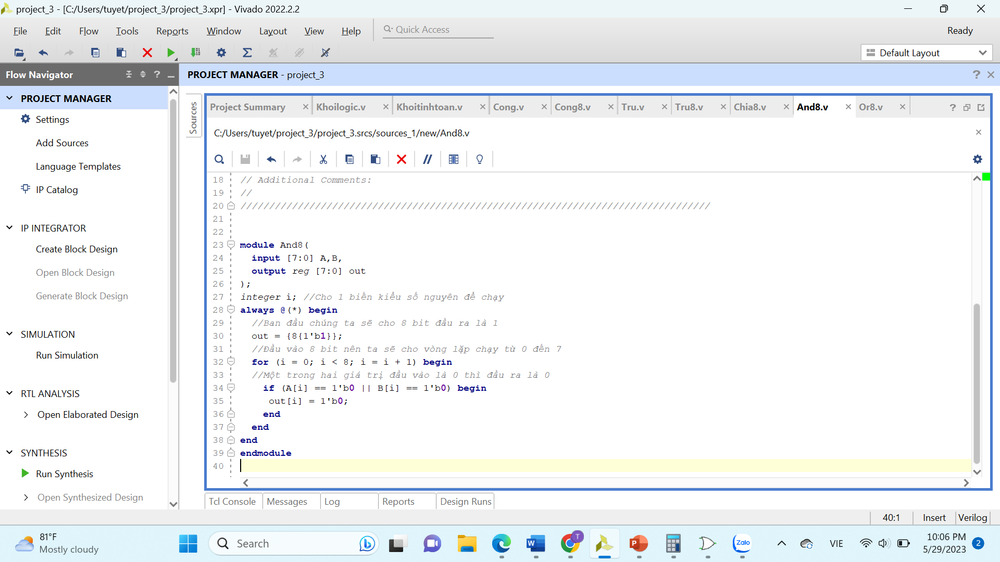 project_3 - [C:/Users/tuyet/project_3/project_3.xpr] - Vivado 2022.2.2
File Edit Flow Tools Reports Window Layout View Help Quick Access Ready
Default Layout
Flow Navigator
PROJECT MANAGER
Settings
Add Sources
Language Templates
IP Catalog
IP INTEGRATOR
Create Block Design
Open Block Design
Generate Block Design
SIMULATION
Run Simulation
RTL ANALYSIS
Open Elaborated Design
SYNTHESIS
Run Synthesis
Open Synthesized Design
PROJECT MANAGER - project_3
Sources
Project Summary Khoilogic.v Khoitinhtoan.v Cong.v Cong8.v Tru.v Tru8.v Chia8.v And8.v Or8.v
C:/Users/tuyet/project_3/project_3.srcs/sources_1/new/And8.v
18 // Additional Comments:
19 //
20 //////////////////////////////////////////////////////////////////////////////////
21
22
23 module And8(
24 input [7:0] A,B,
25 output reg [7:0] out
26 );
27 integer i; //Cho 1 biến kiểu số nguyên để chạy
28 always @(*) begin
29 //Ban đầu chúng ta sẽ cho 8 bit đầu ra là 1
30 out = {8{1'b1}};
31 //Đầu vào 8 bit nên ta sẽ cho vòng lặp chạy từ 0 đến 7
32 for (i = 0; i < 8; i = i + 1) begin
33 //Một trong hai giá trị đầu vào là 0 thì đầu ra là 0
34 if (A[i] == 1'b0 || B[i] == 1'b0) begin
35 out[i] = 1'b0;
36 end
37 end
38 end
39 endmodule
40
Tcl Console Messages Log Reports Design Runs
40:1 Insert Verilog
81°F
Mostly cloudy
Search
T
Zalo
VIE
10:06 PM
5/29/2023
2